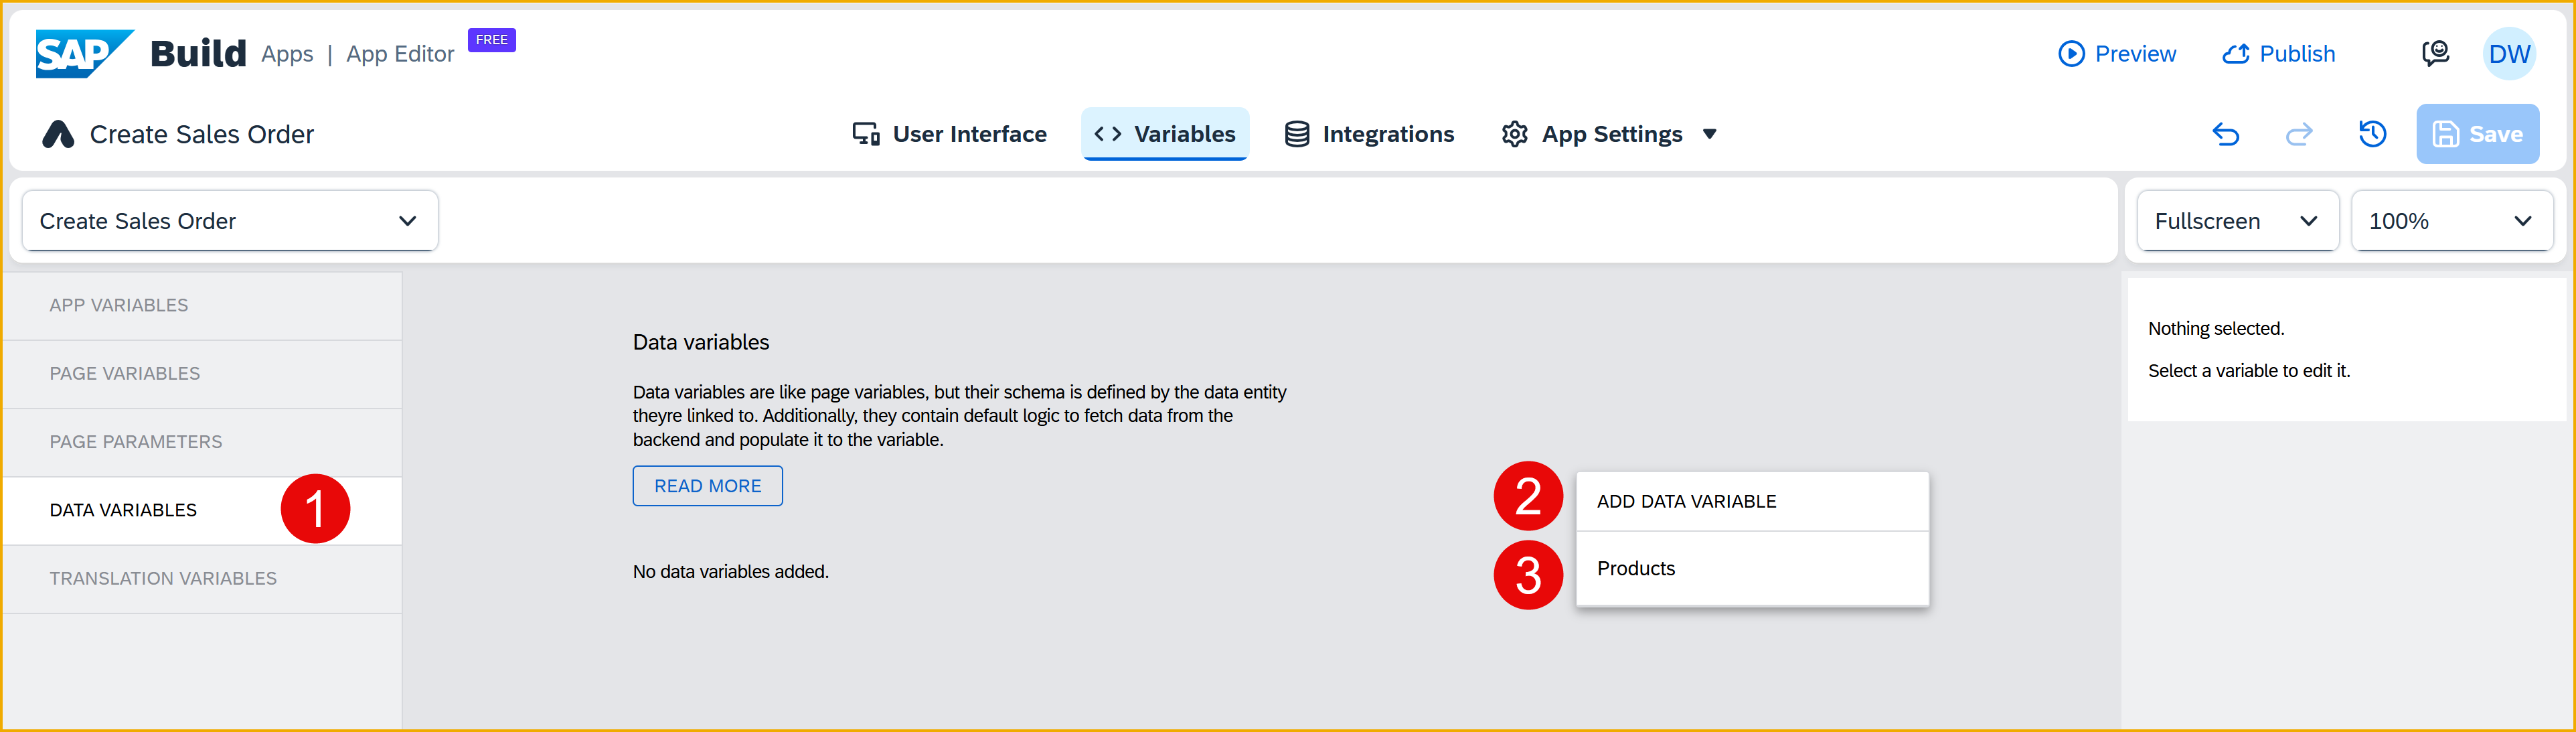 SAP Build Apps | App Editor FREE
Preview Publish DW
Create Sales Order
User Interface Variables Integrations App Settings
Save
Create Sales Order
Fullscreen 100%
APP VARIABLES
PAGE VARIABLES
PAGE PARAMETERS
DATA VARIABLES 1
TRANSLATION VARIABLES
Data variables
Data variables are like page variables, but their schema is defined by the data entity
theyre linked to. Additionally, they contain default logic to fetch data from the
backend and populate it to the variable.
READ MORE
No data variables added.
2 ADD DATA VARIABLE
3 Products
Nothing selected.
Select a variable to edit it.